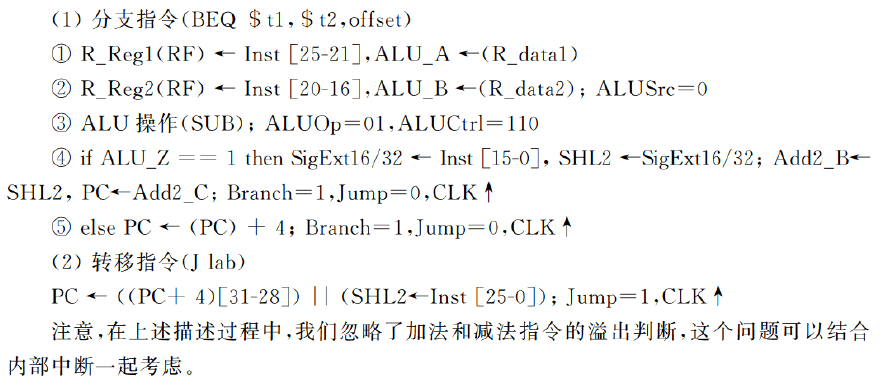 (1) 分支指令(BEQ $t1,$t2,offset)
① R_Reg1(RF) ← Inst [25-21],ALU_A ←(R_data1)
② R_Reg2(RF) ← Inst [20-16],ALU_B ←(R_data2); ALUSrc=0
③ ALU 操作(SUB); ALUOp=01,ALUCtrl=110
④ if ALU_Z == 1 then SigExt16/32 ← Inst [15-0], SHL2 ←SigExt16/32; Add2_B←
SHL2, PC←Add2_C; Branch=1,Jump=0,CLK↑
⑤ else PC ← (PC) + 4; Branch=1,Jump=0,CLK↑
(2) 转移指令(J lab)
PC ← ((PC+ 4)[31-28]) || (SHL2←Inst [25-0]); Jump=1,CLK↑
注意,在上述描述过程中,我们忽略了加法和减法指令的溢出判断,这个问题可以结合
内部中断一起考虑。